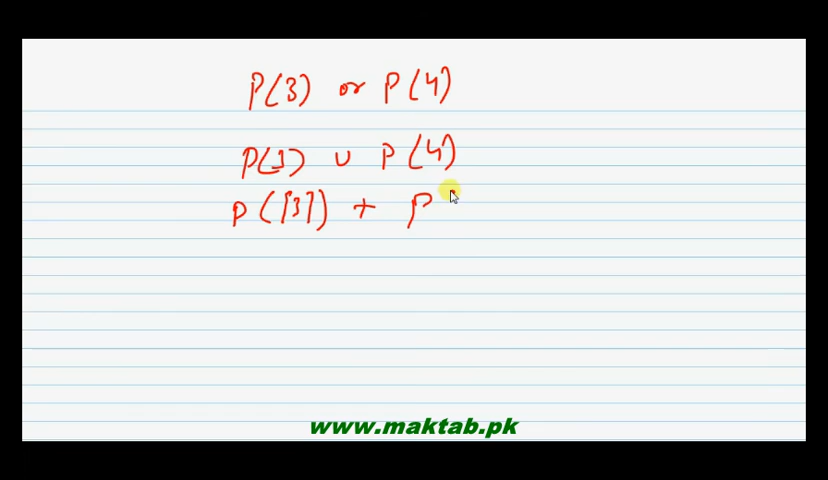 P(3) or P(4)
P(3) ∪ P(4)
P({3}) + P
www.maktab.pk